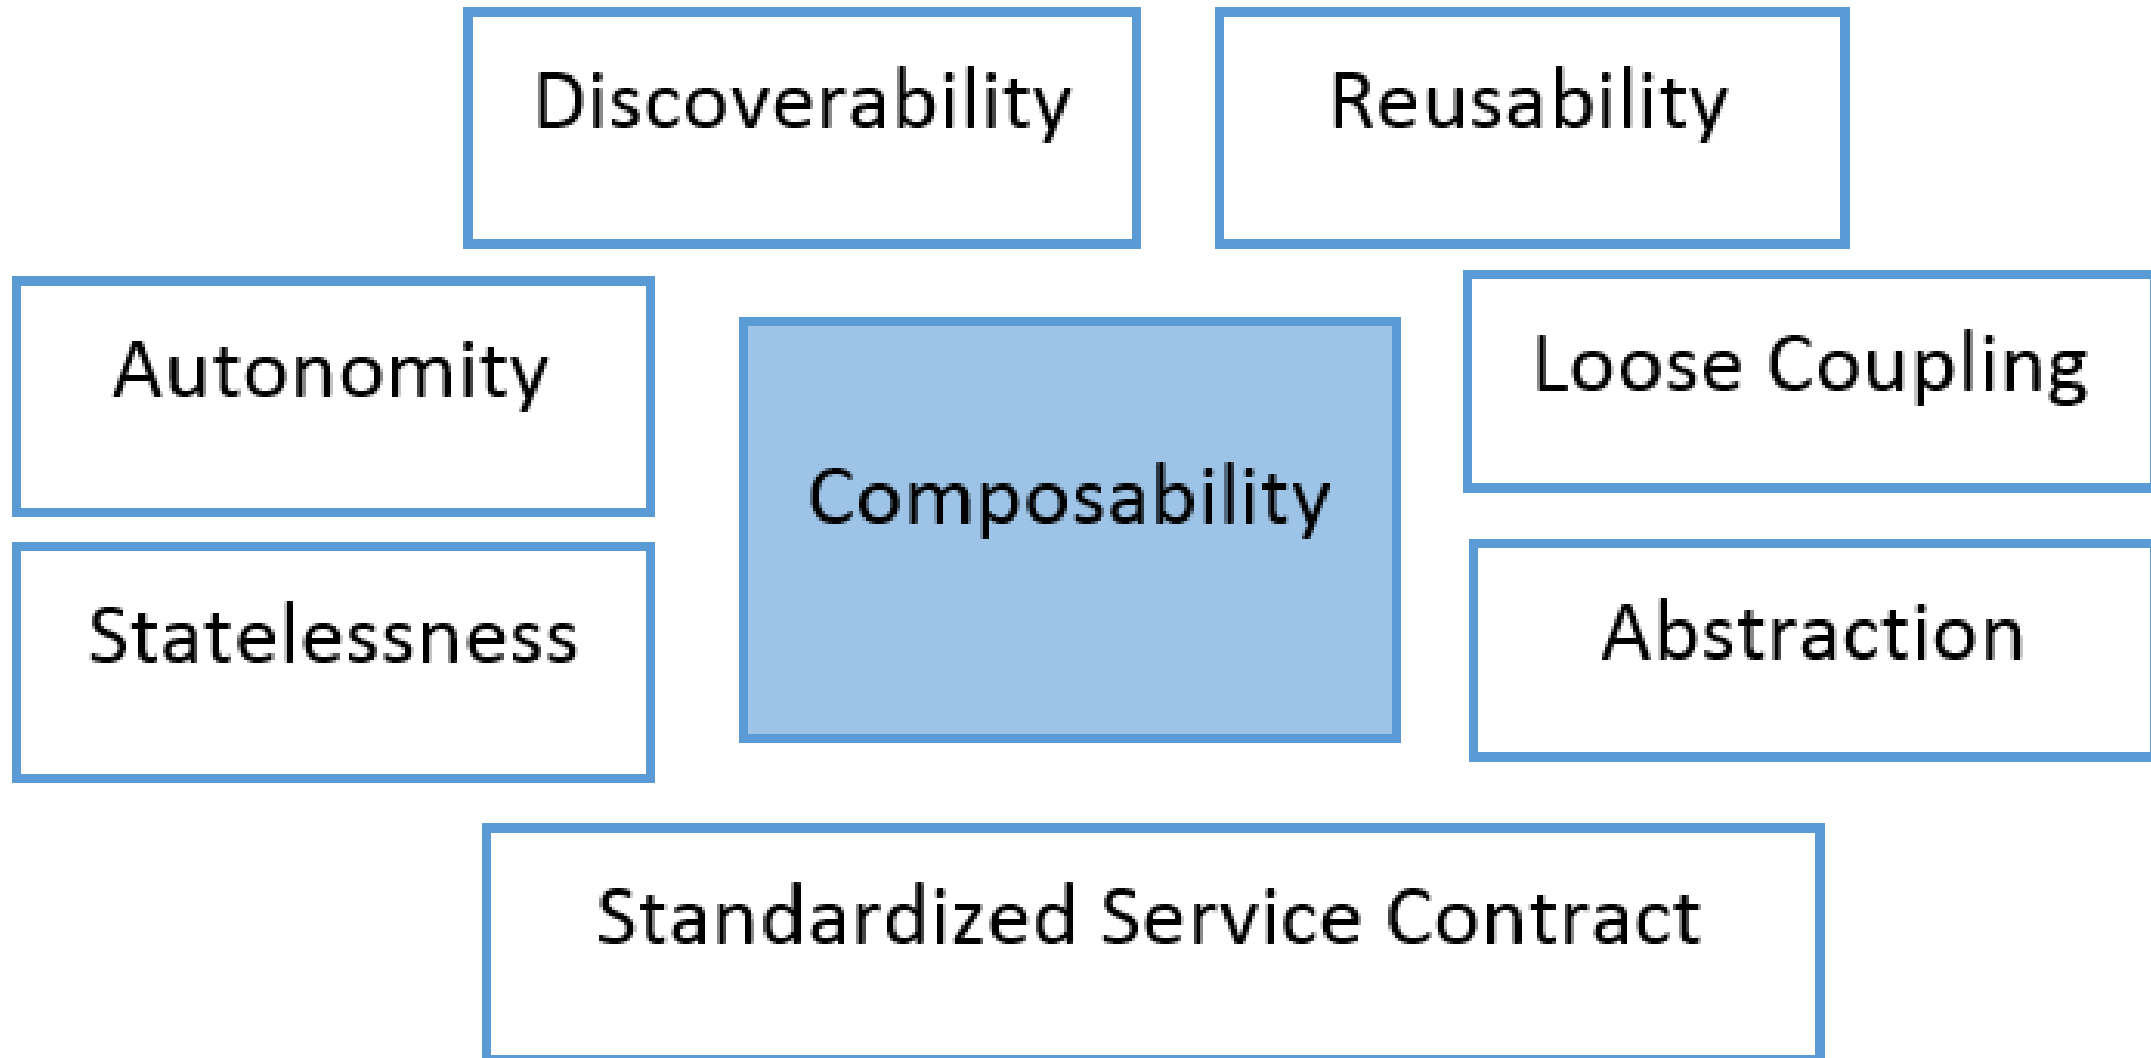 Discoverability
Reusability
Autonomity
Loose Coupling
Composability
Statelessness
Abstraction
Standardized Service Contract